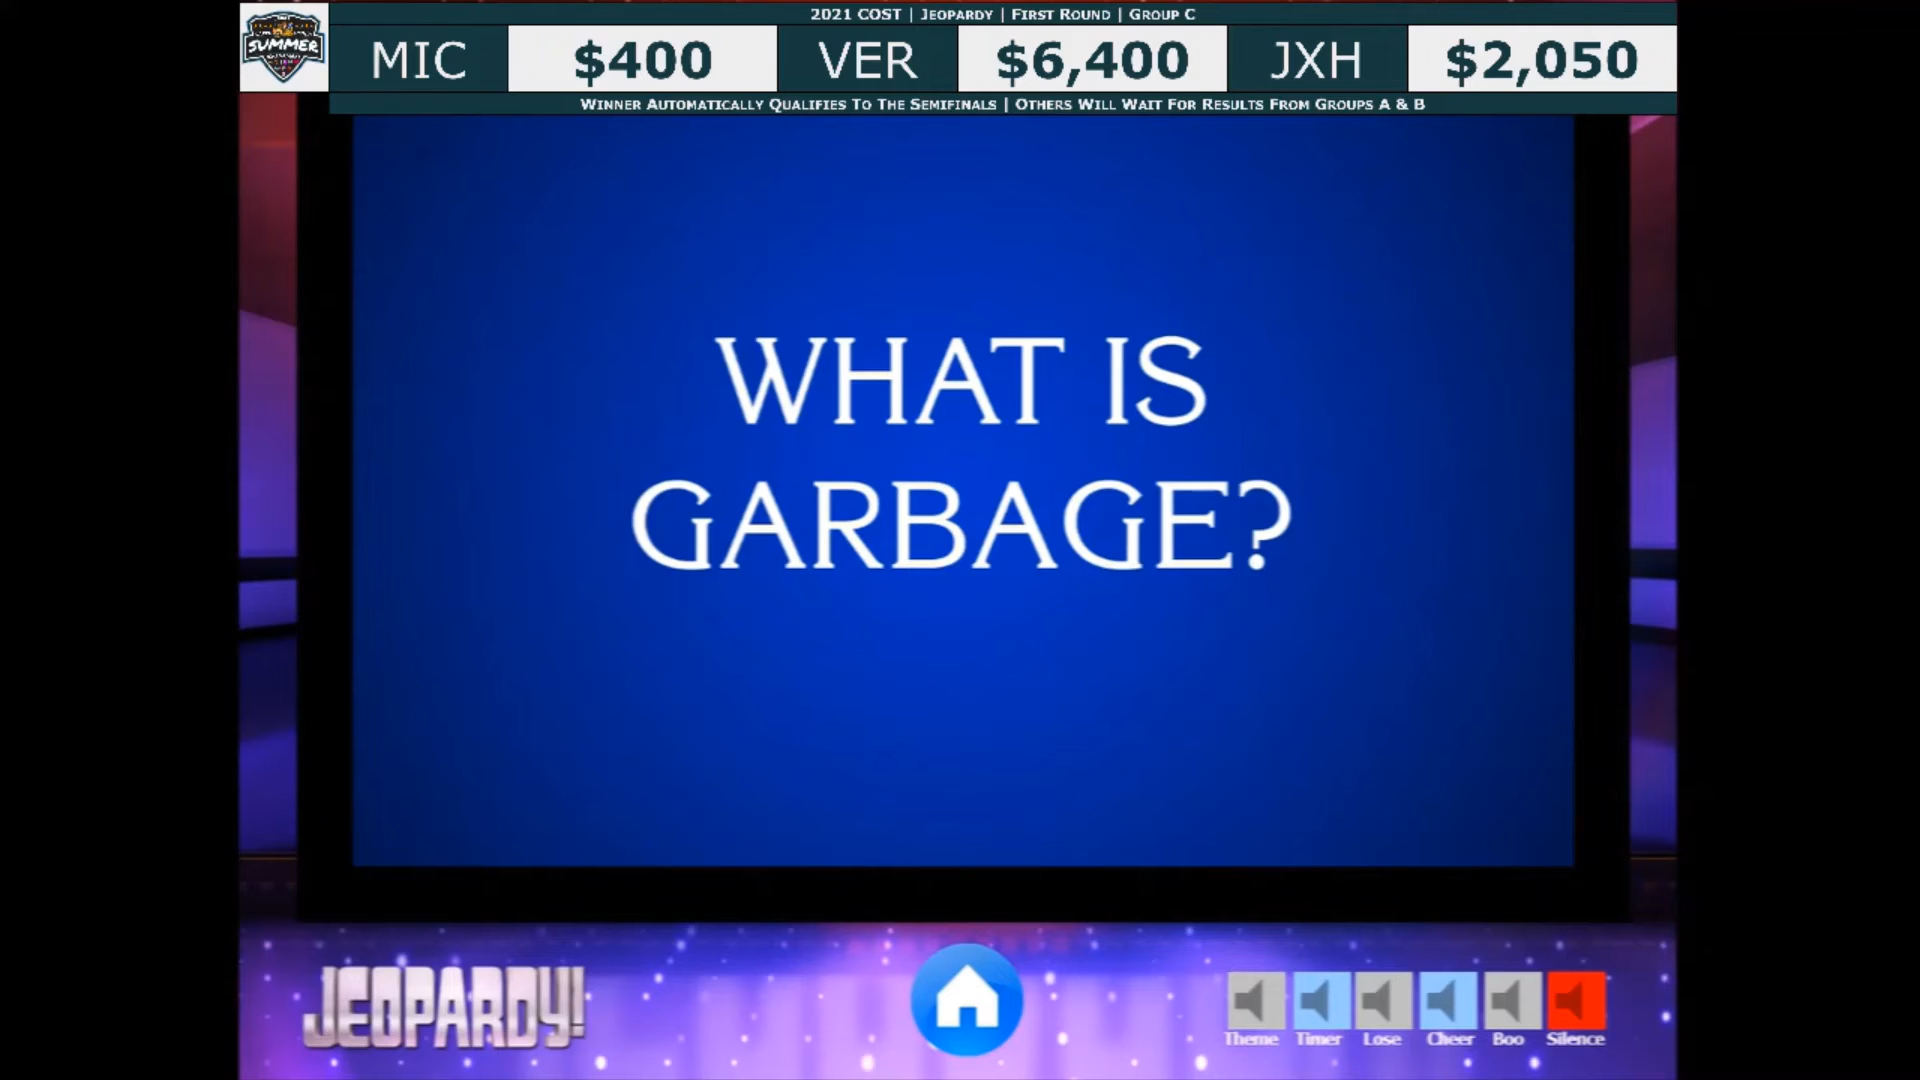 2021 COST | JEOPARDY | FIRST ROUND | GROUP C
SUMMER
MIC $400 VER $6,400 JXH $2,050
WINNER AUTOMATICALLY QUALIFIES TO THE SEMIFINALS | OTHERS WILL WAIT FOR RESULTS FROM GROUPS A & B
WHAT IS
GARBAGE?
JEOPARDY!
Theme Timer Lose Cheer Boo Silence